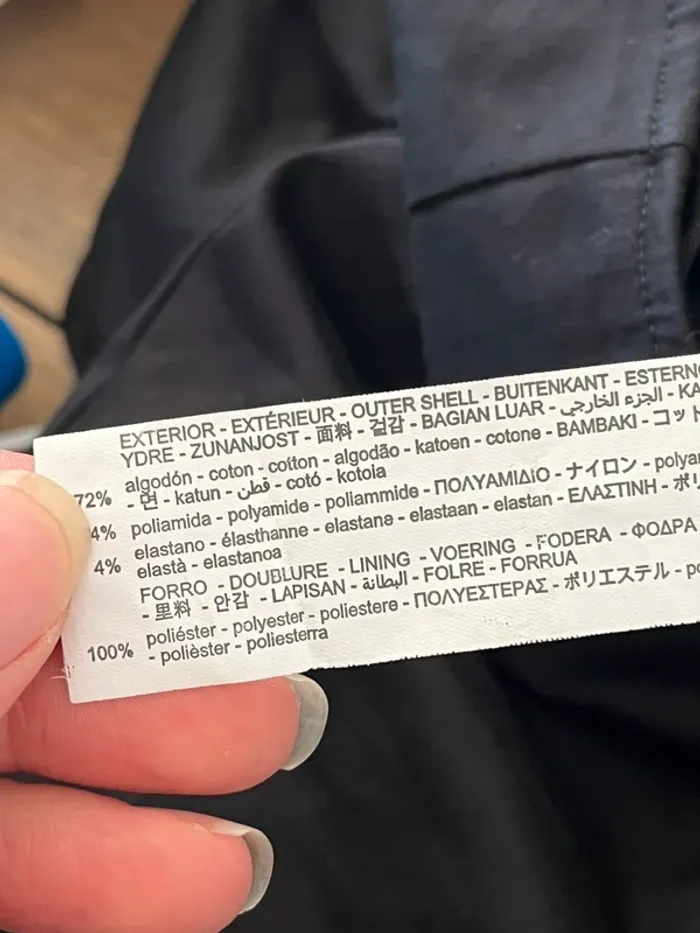 EXTERIOR - EXTÉRIEUR - OUTER SHELL - BUITENKANT - ESTERNO
YDRE - ZUNANJOST - 面料 - 겉감 - BAGIAN LUAR - الجزء الخارجي - KA
72% algodón - coton - cotton - algodão - katoen - cotone - BAMBAKI - コット
- 면 - katun - قطن - cotó - kotoia
4% poliamida - polyamide - poliammide - ΠΟΛΥΑΜΙΔιΟ - ナイロン - polyam
4% elastano - élasthanne - elastane - elastaan - elastan - ΕΛΑΣΤΙΝΗ - ポリ
elastà - elastanoa
FORRO - DOUBLURE - LINING - VOERING - FODERA - ΦΟΔΡΑ
- 里料 - 안감 - LAPISAN - البطانة - FOLRE - FORRUA
100% poliéster - polyester - poliestere - ΠΟΛΥΕΣΤΕΡΑΣ - ポリエステル - po
- polièster - poliesterra